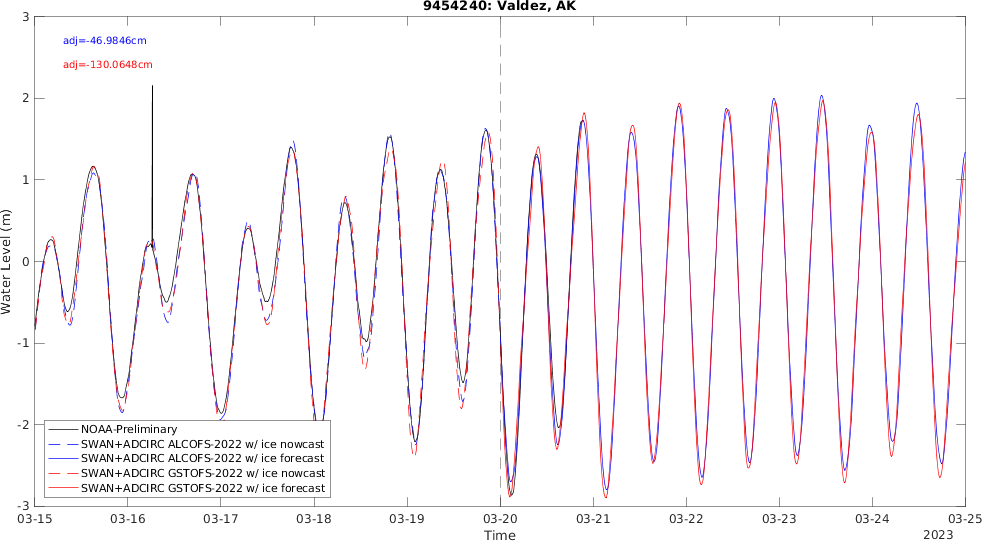 9454240: Valdez, AK
adj=-46.9846cm
adj=-130.0648cm
Water Level (m)
3
2
1
0
-1
-2
-3
NOAA-Preliminary
SWAN+ADCIRC ALCOFS-2022 w/ ice nowcast
SWAN+ADCIRC ALCOFS-2022 w/ ice forecast
SWAN+ADCIRC GSTOFS-2022 w/ ice nowcast
SWAN+ADCIRC GSTOFS-2022 w/ ice forecast
03-15 03-16 03-17 03-18 03-19 03-20 03-21 03-22 03-23 03-24 03-25
Time
2023